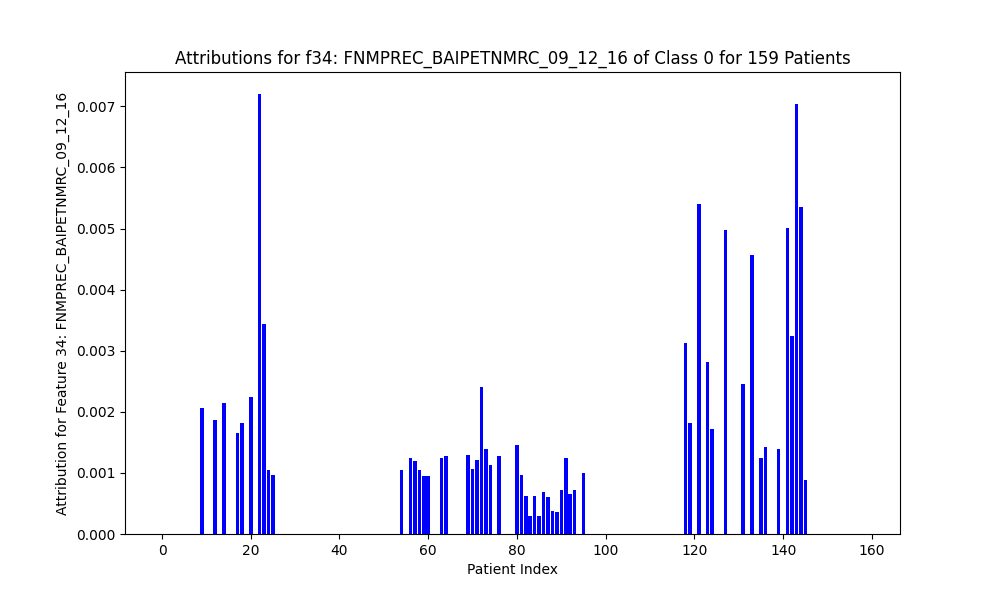 Attributions for f34: FNMPREC_BAIPETNMRC_09_12_16 of Class 0 for 159 Patients
Attribution for Feature 34: FNMPREC_BAIPETNMRC_09_12_16
0.007
0.006
0.005
0.004
0.003
0.002
0.001
0.000
0 20 40 60 80 100 120 140 160
Patient Index